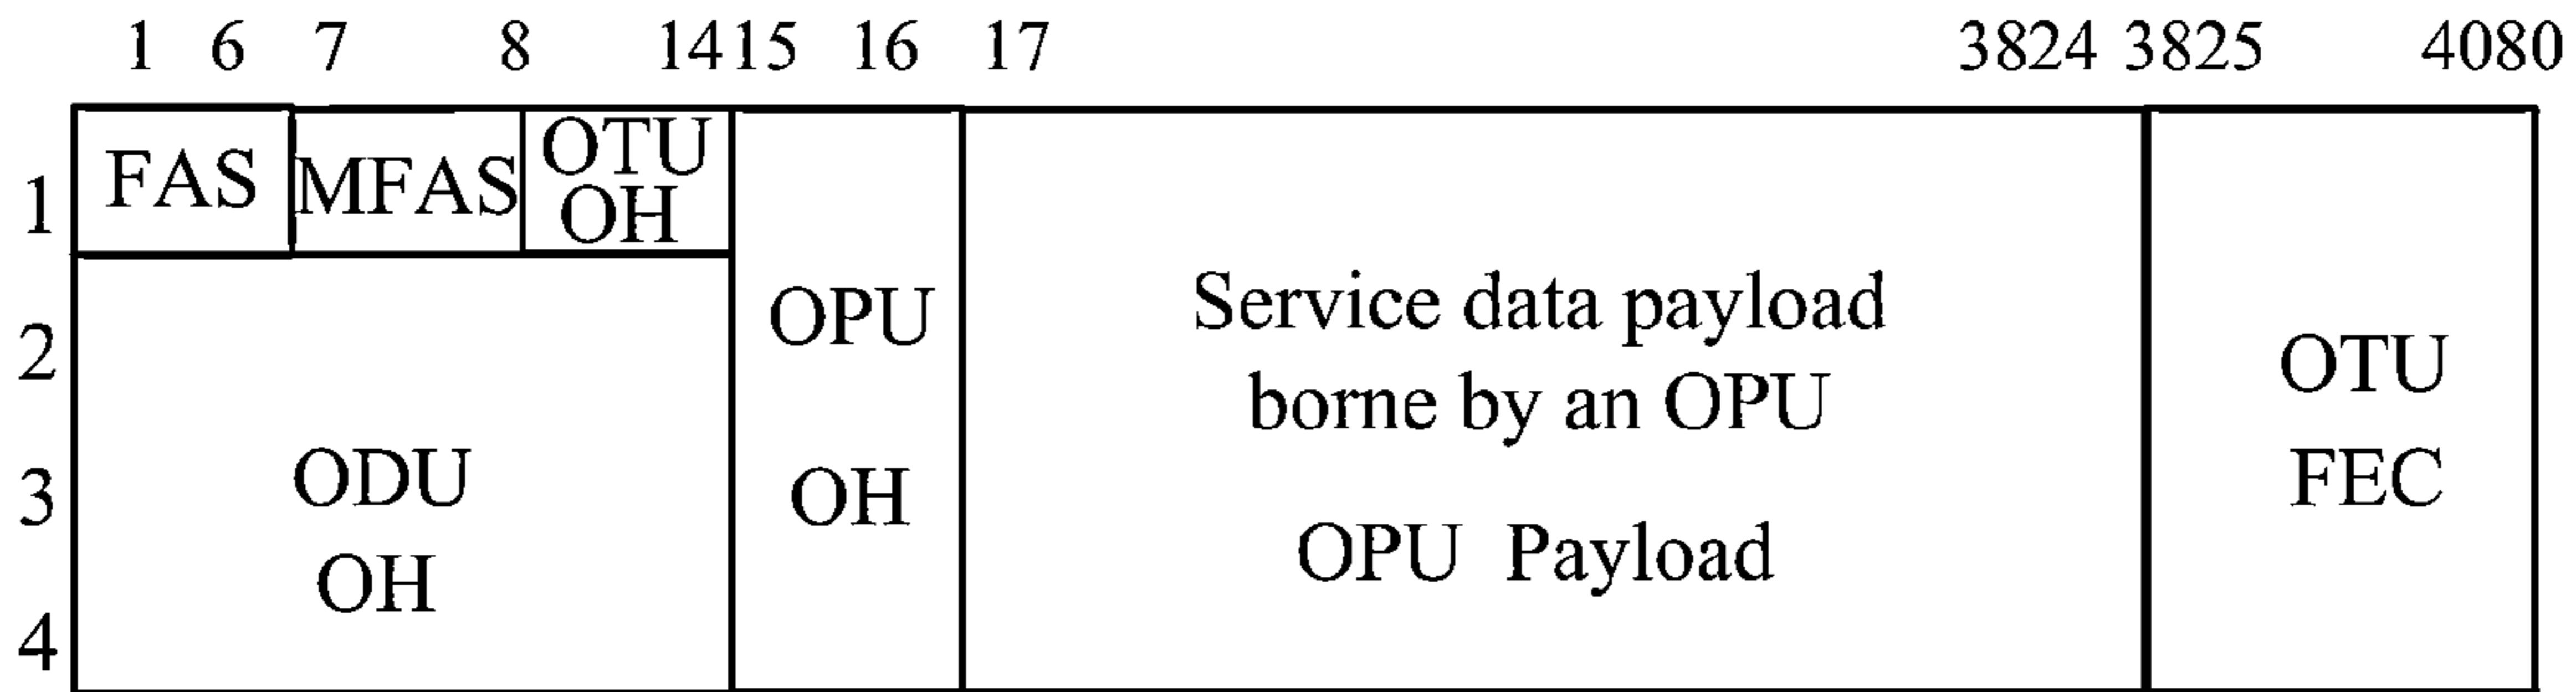 1 6 7 8 14 15 16 17 3824 3825 4080
FAS MFAS OTU
OH
1
2
3
4
ODU
OH
OPU
OH
Service data payload
borne by an OPU
OPU Payload
OTU
FEC